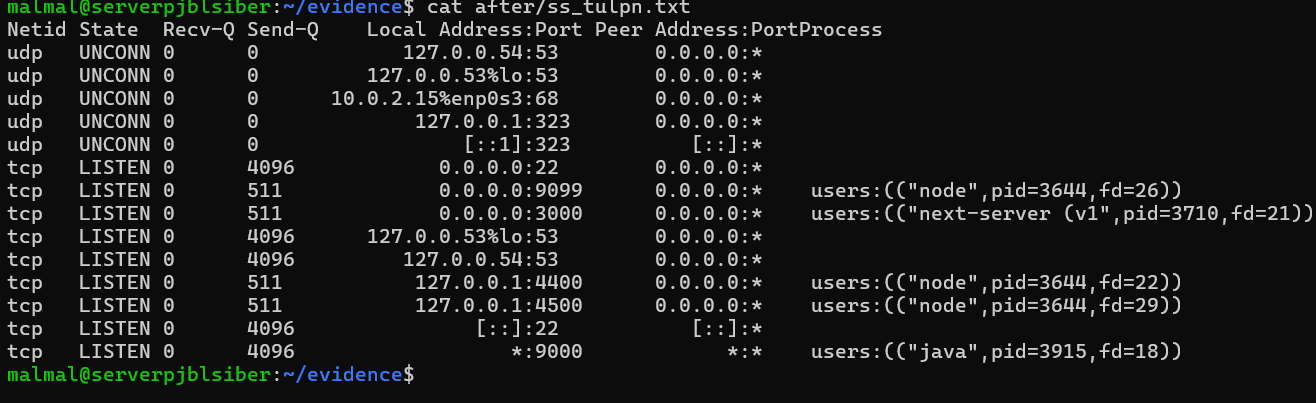 malmal@serverpjblsiber:~/evidence$ cat after/ss_tulpn.txt
Netid State  Recv-Q Send-Q    Local Address:Port Peer Address:PortProcess
udp   UNCONN 0      0            127.0.0.54:53        0.0.0.0:*
udp   UNCONN 0      0         127.0.0.53%lo:53        0.0.0.0:*
udp   UNCONN 0      0      10.0.2.15%enp0s3:68        0.0.0.0:*
udp   UNCONN 0      0             127.0.0.1:323       0.0.0.0:*
udp   UNCONN 0      0                 [::1]:323          [::]:*
tcp   LISTEN 0      4096            0.0.0.0:22        0.0.0.0:*
tcp   LISTEN 0      511             0.0.0.0:9099      0.0.0.0:*    users:(("node",pid=3644,fd=26))
tcp   LISTEN 0      511             0.0.0.0:3000      0.0.0.0:*    users:(("next-server (v1",pid=3710,fd=21))
tcp   LISTEN 0      4096      127.0.0.53%lo:53        0.0.0.0:*
tcp   LISTEN 0      4096         127.0.0.54:53        0.0.0.0:*
tcp   LISTEN 0      511           127.0.0.1:4400      0.0.0.0:*    users:(("node",pid=3644,fd=22))
tcp   LISTEN 0      511           127.0.0.1:4500      0.0.0.0:*    users:(("node",pid=3644,fd=29))
tcp   LISTEN 0      4096               [::]:22           [::]:*
tcp   LISTEN 0      4096                  *:9000            *:*    users:(("java",pid=3915,fd=18))
malmal@serverpjblsiber:~/evidence$